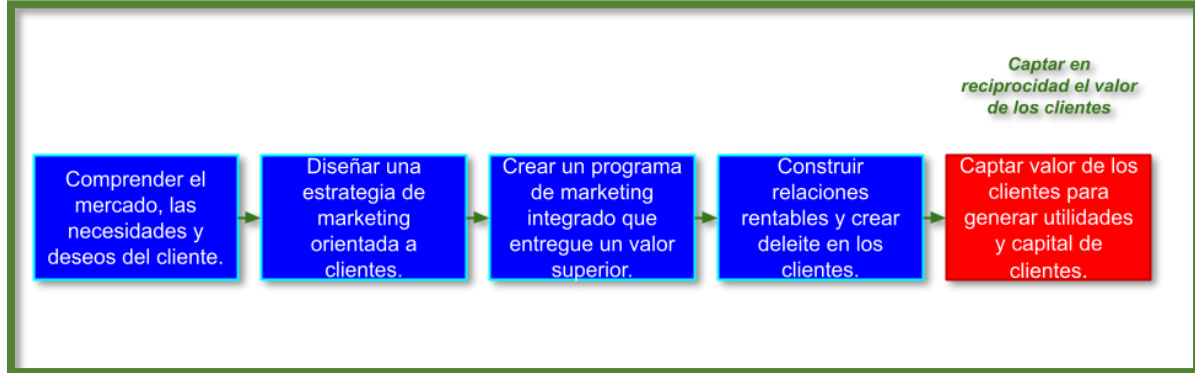 Captar en
reciprocidad el valor
de los clientes
Comprender el
mercado, las
necesidades y
deseos del cliente.
Diseñar una
estrategia de
marketing
orientada a
clientes.
Crear un programa
de marketing
integrado que
entregue un valor
superior.
Construir
relaciones
rentables y crear
deleite en los
clientes.
Captar valor de los
clientes para
generar utilidades
y capital de
clientes.